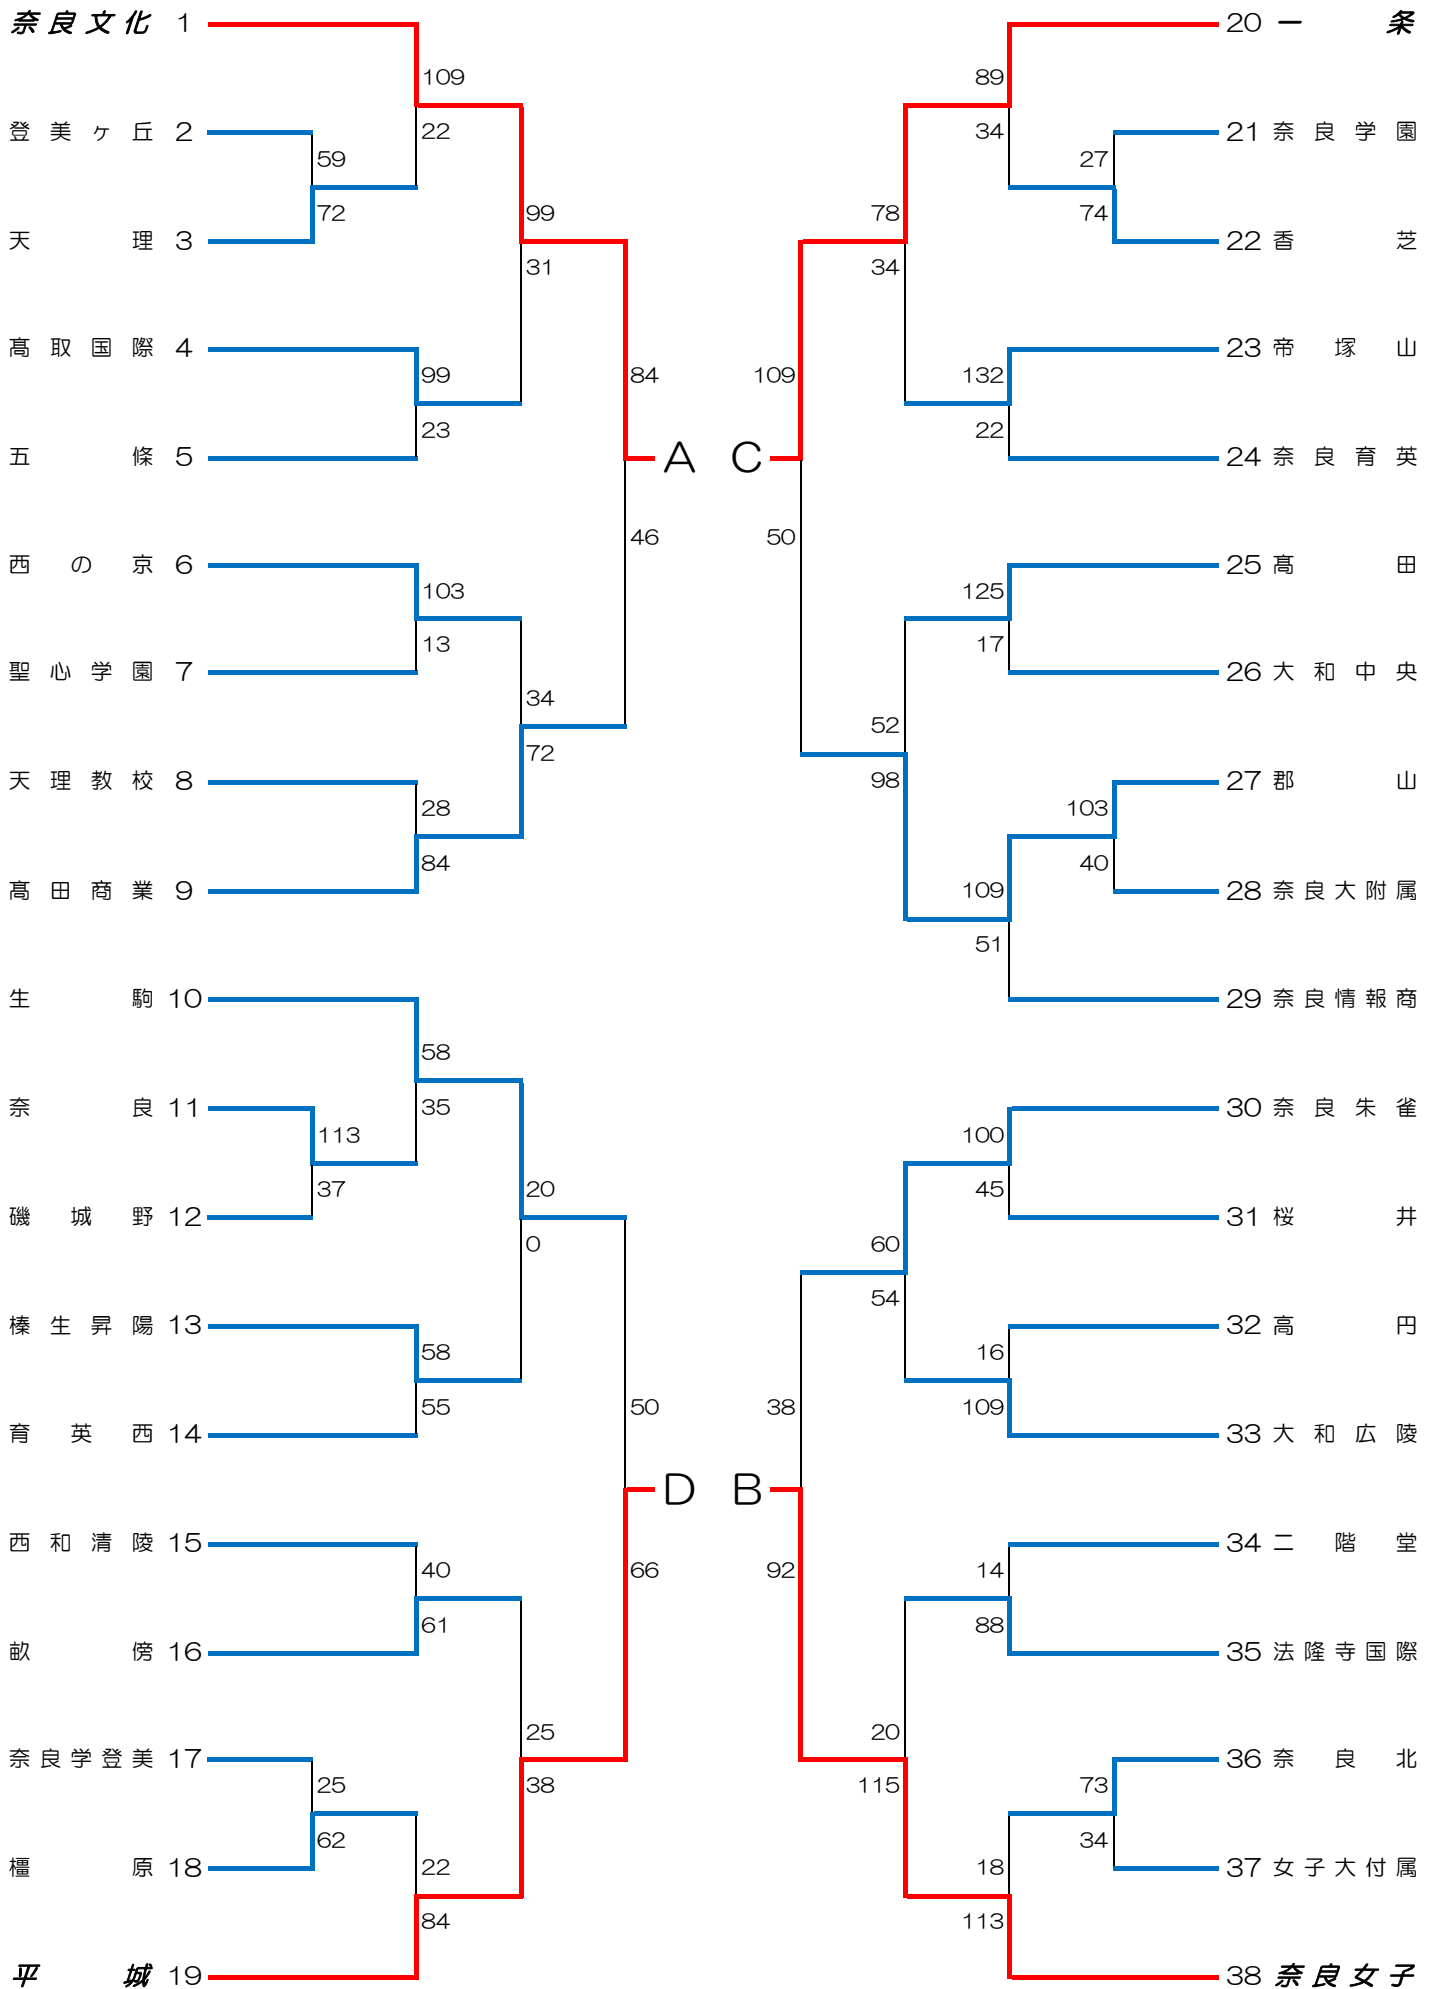 奈良文化 1
109
22
登美ヶ丘 2
59
72
天理 3
99
31
髙取国際 4
99
23
五條 5
84
A
46
西の京 6
103
13
聖心学園 7
34
72
天理教校 8
28
84
髙田商業 9
生駒 10
58
35
奈良 11
113
37
磯城野 12
20
0
榛生昇陽 13
58
55
育英西 14
50
D
66
西和清陵 15
40
61
畝傍 16
25
38
奈良学登美 17
25
62
橿原 18
22
84
平城 19
20 一条
89
34
21 奈良学園
27
74
22 香芝
78
34
23 帝塚山
132
22
24 奈良育英
109
C
50
25 髙田
125
17
26 大和中央
52
98
27 郡山
103
40
28 奈良大附属
109
51
29 奈良情報商
30 奈良朱雀
100
45
31 桜井
60
54
32 高円
16
109
33 大和広陵
38
B
92
34 二階堂
14
88
35 法隆寺国際
20
115
36 奈良北
73
34
37 女子大付属
18
113
38 奈良女子